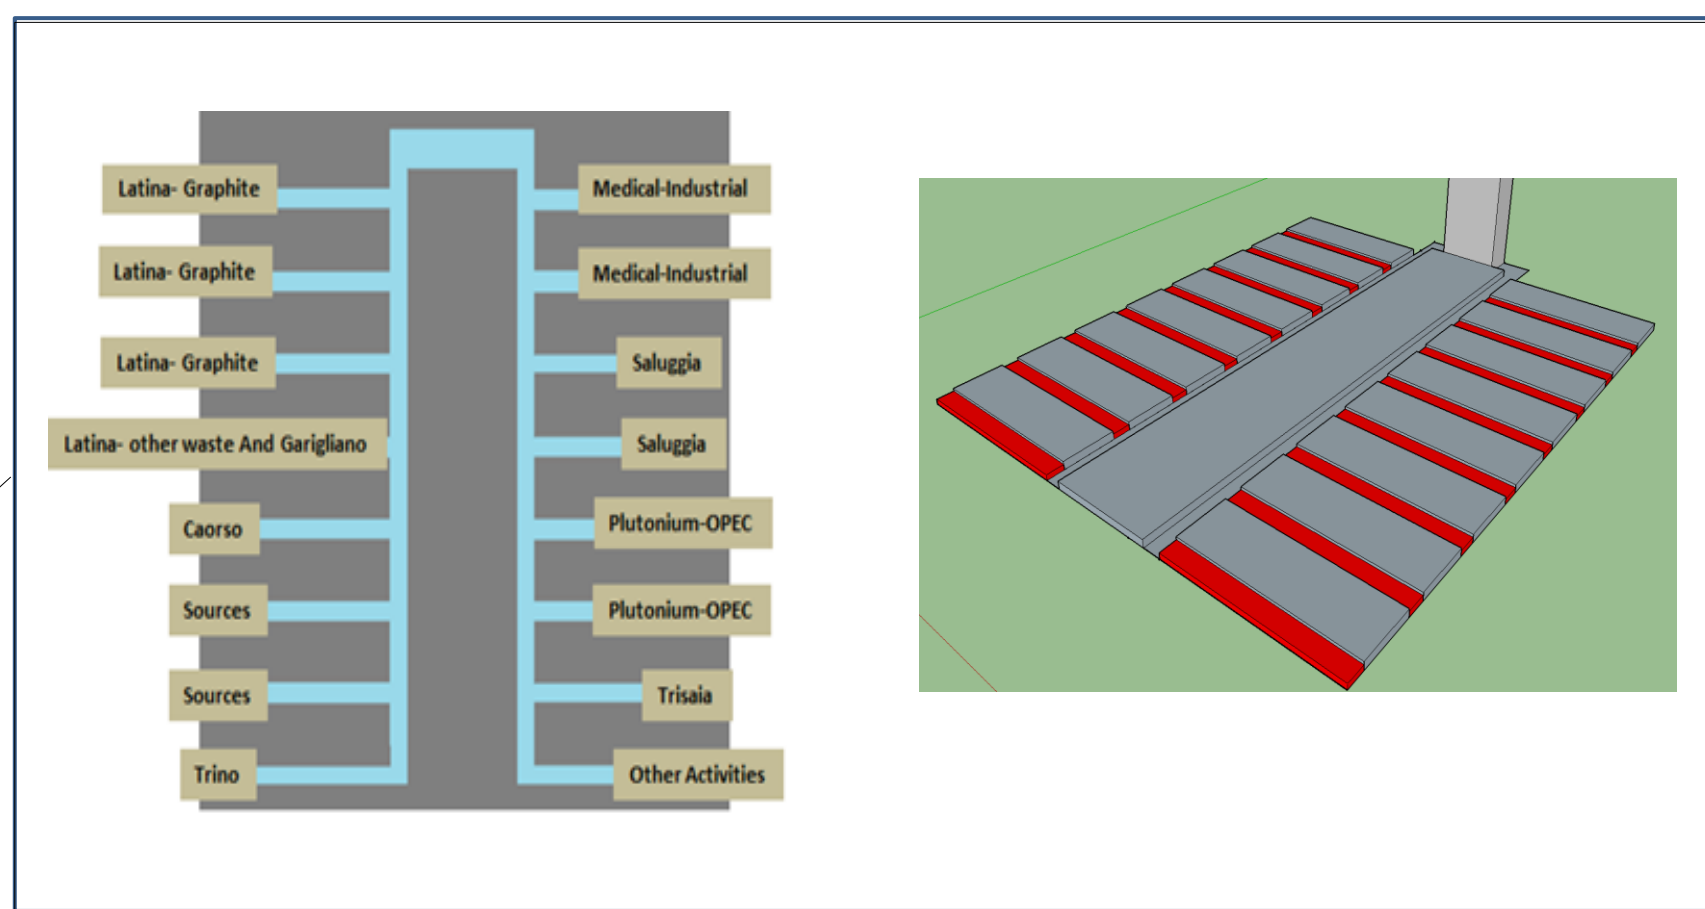 Latina- Graphite
Latina- Graphite
Latina- Graphite
Latina- other waste And Garigliano
Caorso
Sources
Sources
Trino
Medical-Industrial
Medical-Industrial
Saluggia
Saluggia
Plutonium-OPEC
Plutonium-OPEC
Trisaia
Other Activities